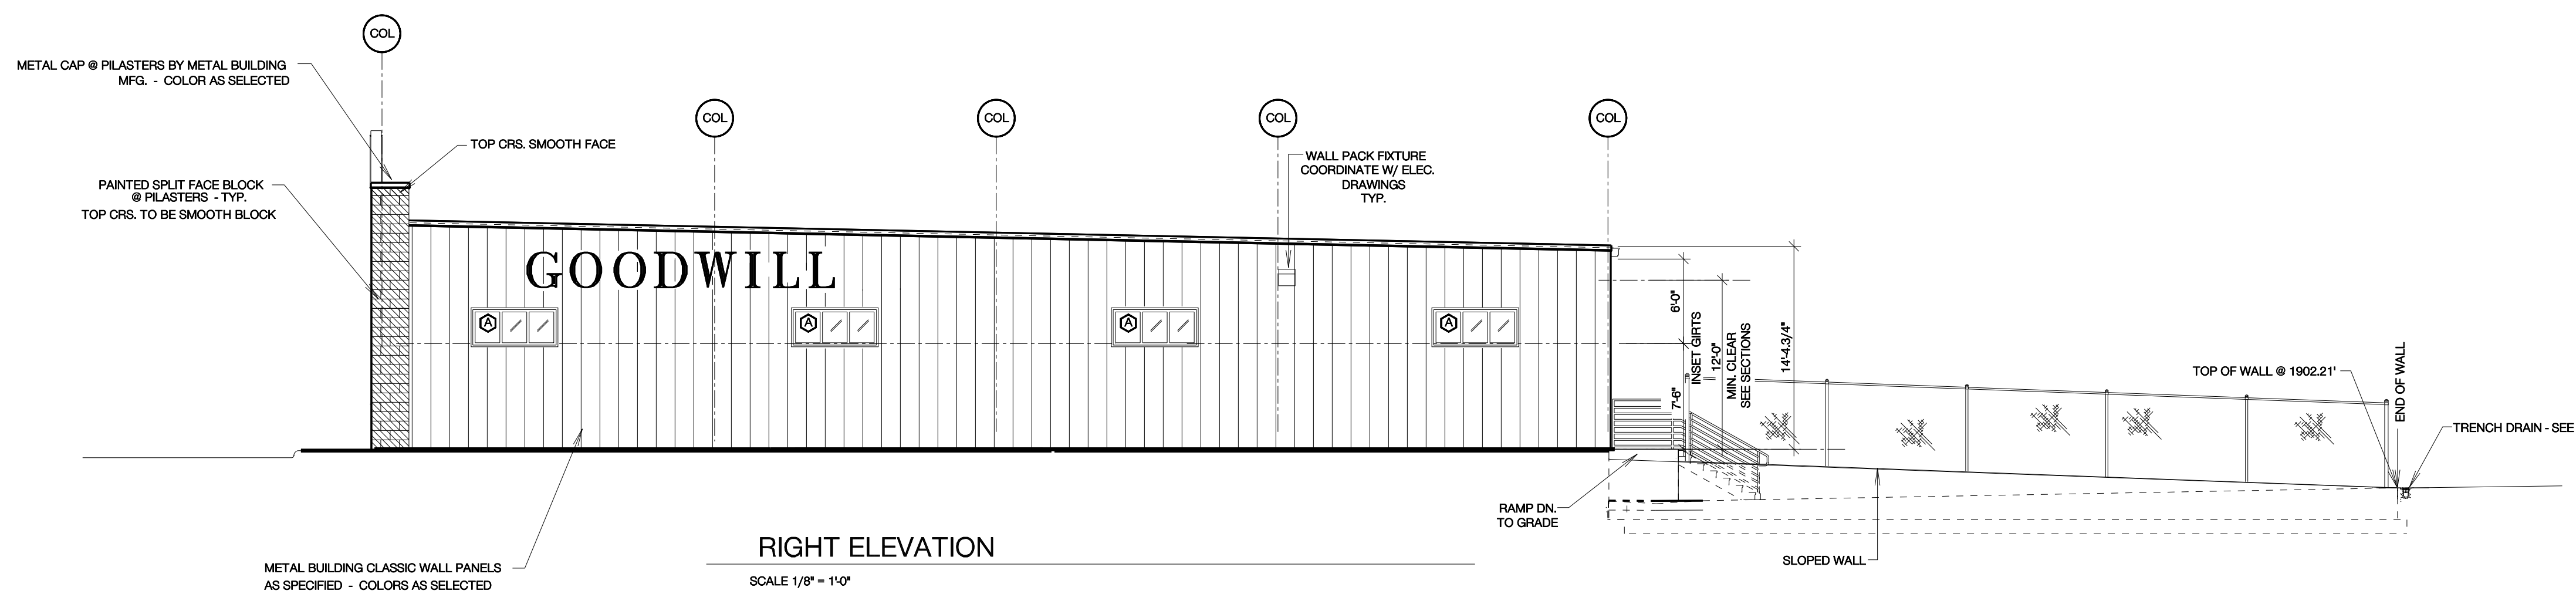 COL
METAL CAP @ PILASTERS BY METAL BUILDING
MFG. - COLOR AS SELECTED
COL
COL
COL
COL
TOP CRS. SMOOTH FACE
WALL PACK FIXTURE
COORDINATE W/ ELEC.
DRAWINGS
TYP.
PAINTED SPLIT FACE BLOCK
@ PILASTERS - TYP.
TOP CRS. TO BE SMOOTH BLOCK
GOODWILL
A
A
A
A
6'-0"
7'-6"
INSET GIRTS
12'-0"
MIN. CLEAR
SEE SECTIONS
14'-4.3/4"
TOP OF WALL @ 1902.21'
END OF WALL
TRENCH DRAIN - SEE
RAMP DN.
TO GRADE
SLOPED WALL
METAL BUILDING CLASSIC WALL PANELS
AS SPECIFIED - COLORS AS SELECTED
RIGHT ELEVATION
SCALE 1/8" = 1'-0"